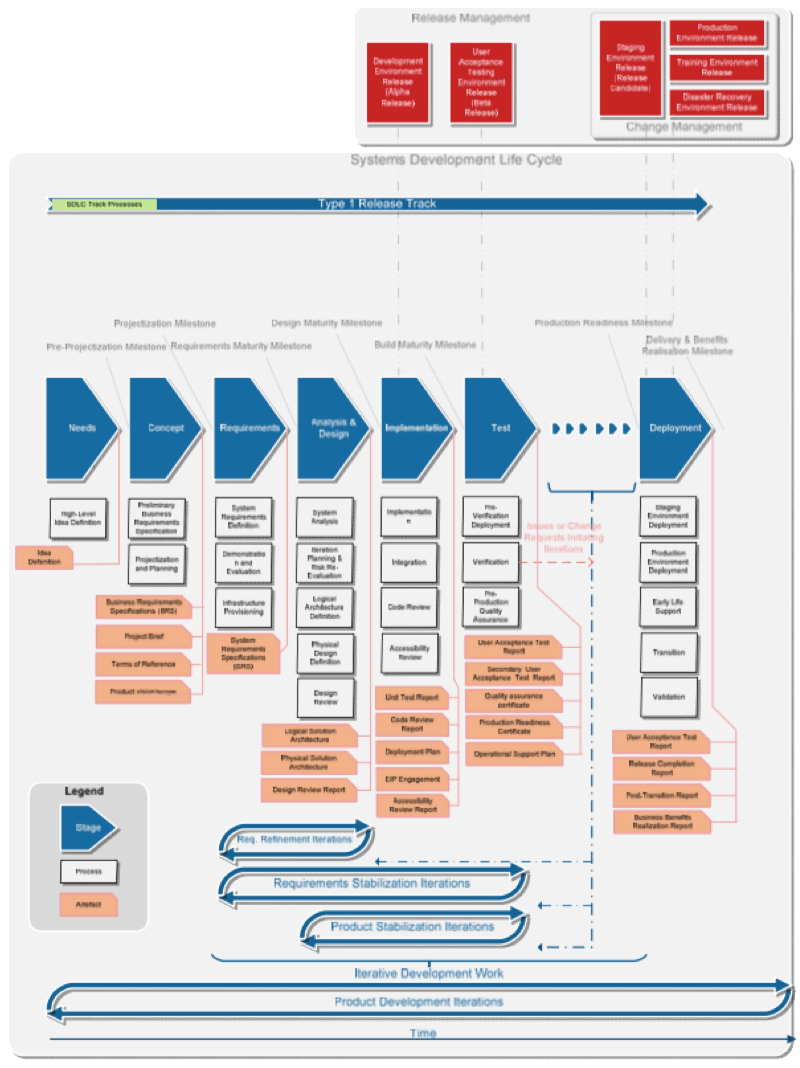 Release Management
Development
Environment
Release
(Alpha
Release)
User
Acceptance
Testing
Environment
Release
(Beta
Release)
Staging
Environment
Release
(Release
Candidate)
Production
Environment Release
Training Environment
Release
Disaster Recovery
Environment Release
Change Management
Systems Development Life Cycle
SDLC Track Processes
Type 1 Release Track
Projectization Milestone
Design Maturity Milestone
Production Readiness Milestone
Pre-Projectization Milestone
Requirements Maturity Milestone
Build Maturity Milestone
Delivery & Benefits
Realisation Milestone
Needs
Concept
Requirements
Analysis &
Design
Implementation
Test
Deployment
High-Level
Idea Definition
Idea
Definition
Preliminary
Business
Requirements
Specification
Projectization
and Planning
Business Requirements
Specifications (BRS)
Project Brief
Terms of Reference
Product vision/scope
System
Requirements
Definition
Demonstratio
n and
Evaluation
Infrastructure
Provisioning
System
Requirements
Specifications
(SRS)
System
Analysis
Iteration
Planning &
Risk Re-
Evaluation
Logical
Architecture
Definition
Physical
Design
Definition
Design
Review
Logical Solution
Architecture
Physical Solution
Architecture
Design Review Report
Implementatio
n
Integration
Code Review
Accessibility
Review
Unit Test Report
Code Review
Report
Deployment Plan
EIP Engagement
Accessibility
Review Report
Pre-
Verification
Deployment
Verification
Pre-
Production
Quality
Assurance
Issues or Change
Requests Initiating
Iterations
User Acceptance Test
Report
Secondary User
Acceptance Test Report
Quality assurance
certificate
Production Readiness
Certificate
Operational Support Plan
Staging
Environment
Deployment
Production
Environment
Deployment
Early Life
Support
Transition
Validation
User Acceptance Test
Report
Release Completion
Report
Post-Transition Report
Business Benefits
Realization Report
Legend
Stage
Process
Artefact
Req. Refinement Iterations
Requirements Stabilization Iterations
Product Stabilization Iterations
Iterative Development Work
Product Development Iterations
Time